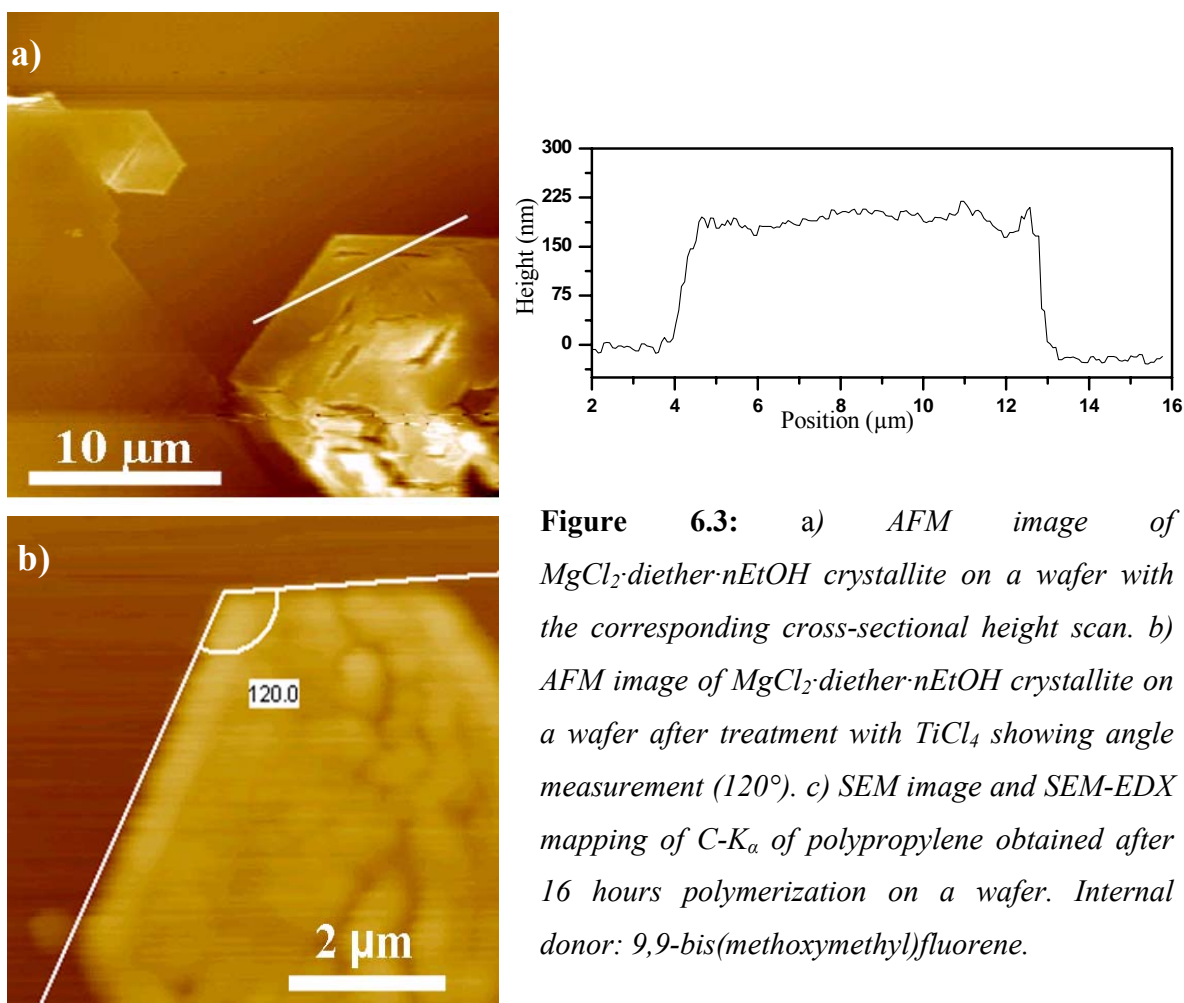 a)
10 µm
300
225
150
75
0
Height (nm)
2 4 6 8 10 12 14 16
Position (µm)
b)
120.0
2 µm
Figure 6.3: a) AFM image of
MgCl₂·diether·nEtOH crystallite on a wafer with
the corresponding cross-sectional height scan. b)
AFM image of MgCl₂·diether·nEtOH crystallite on
a wafer after treatment with TiCl₄ showing angle
measurement (120°). c) SEM image and SEM-EDX
mapping of C-Kα of polypropylene obtained after
16 hours polymerization on a wafer. Internal
donor: 9,9-bis(methoxymethyl)fluorene.